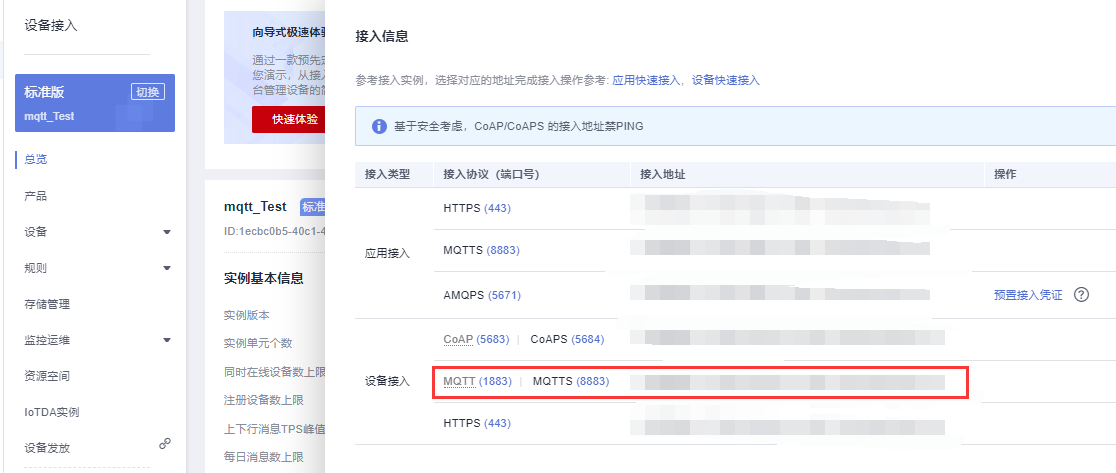 设备接入
标准版 切换
mqtt_Test
总览
产品
设备
规则
存储管理
监控运维
资源空间
IoTDA实例
设备发放
向导式极速体验
通过一款预先定
您演示，从接入
台管理设备的简
快速体验
mqtt_Test 标准
ID:1ecbc0b5-40c1-4
实例基本信息
实例版本
实例单元个数
同时在线设备数上限
注册设备数上限
上下行消息TPS峰值
每日消息数上限
接入信息
参考接入实例，选择对应的地址完成接入操作参考: 应用快速接入，设备快速接入
基于安全考虑，CoAP/CoAPS 的接入地址禁PING
接入类型 接入协议（端口号） 接入地址 操作
应用接入
HTTPS (443)
MQTTS (8883)
AMQPS (5671) 预置接入凭证
设备接入
CoAP (5683) | CoAPS (5684)
MQTT (1883) | MQTTS (8883)
HTTPS (443)